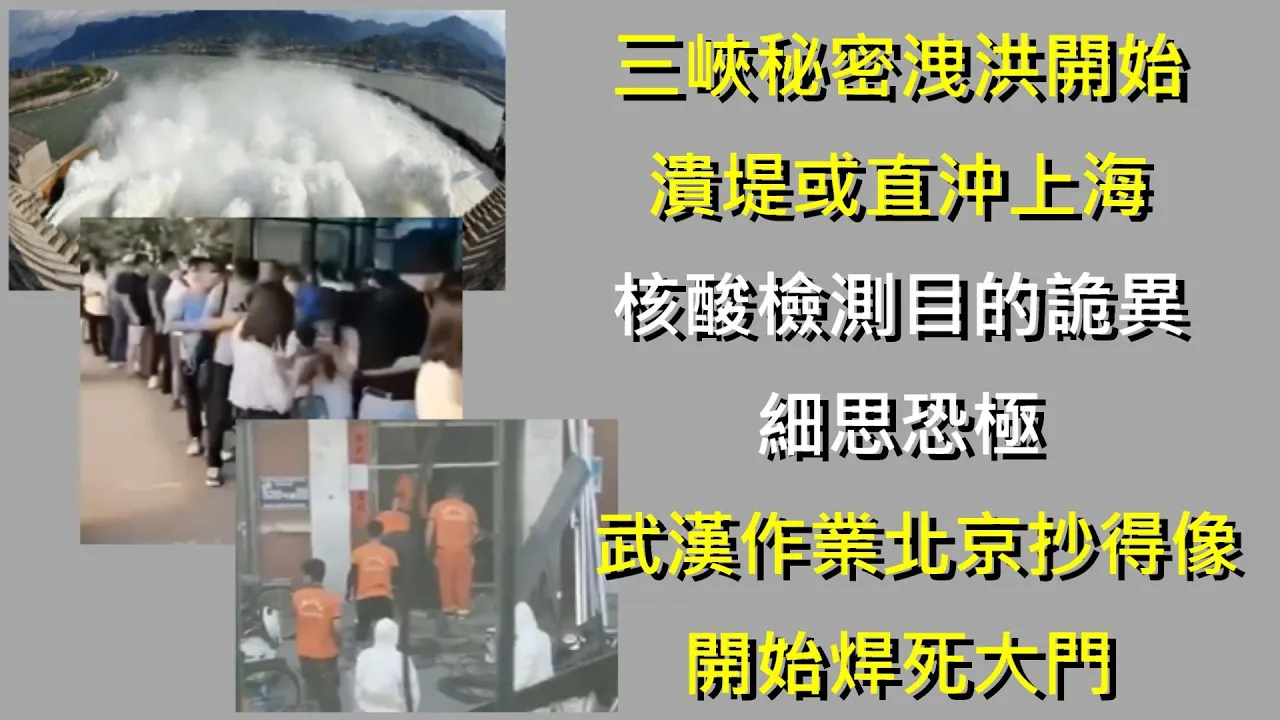 三峽秘密洩洪開始
潰堤或直沖上海
核酸檢測目的詭異
細思恐極
武漢作業北京抄得像
開始焊死大門